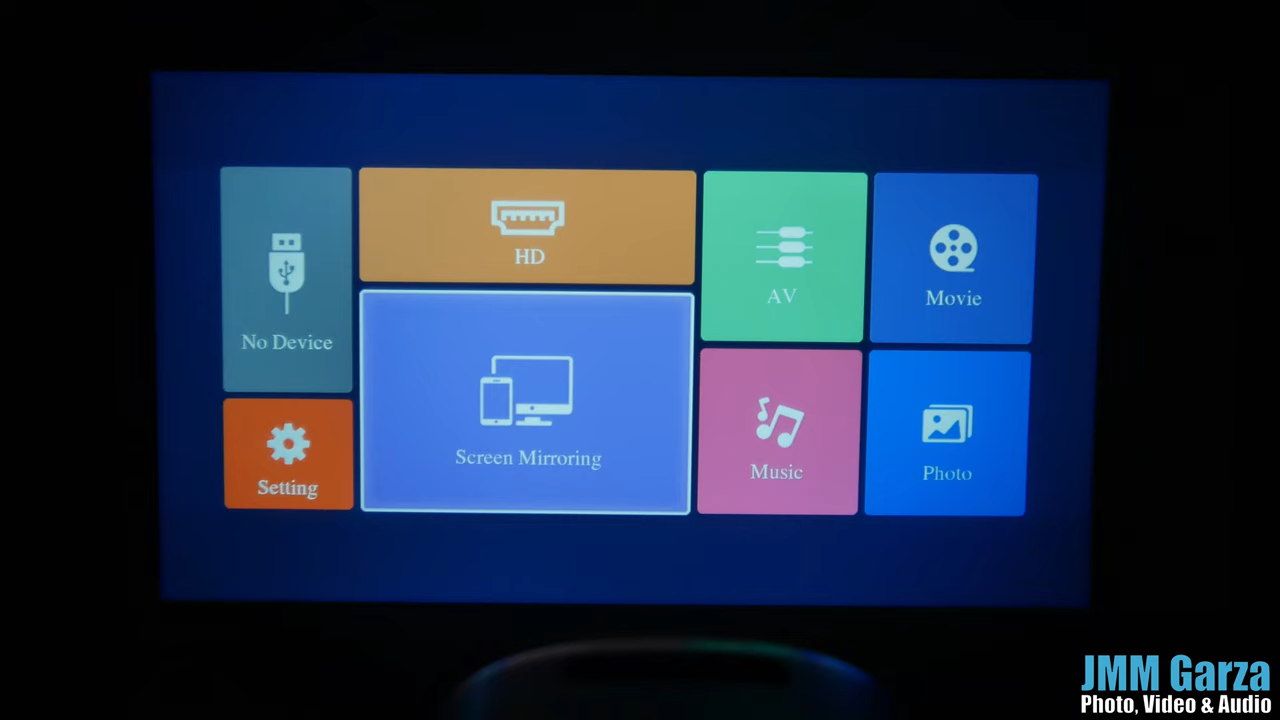 No Device
HD
AV
Movie
Setting
Screen Mirroring
Music
Photo
JMM Garza
Photo, Video & Audio